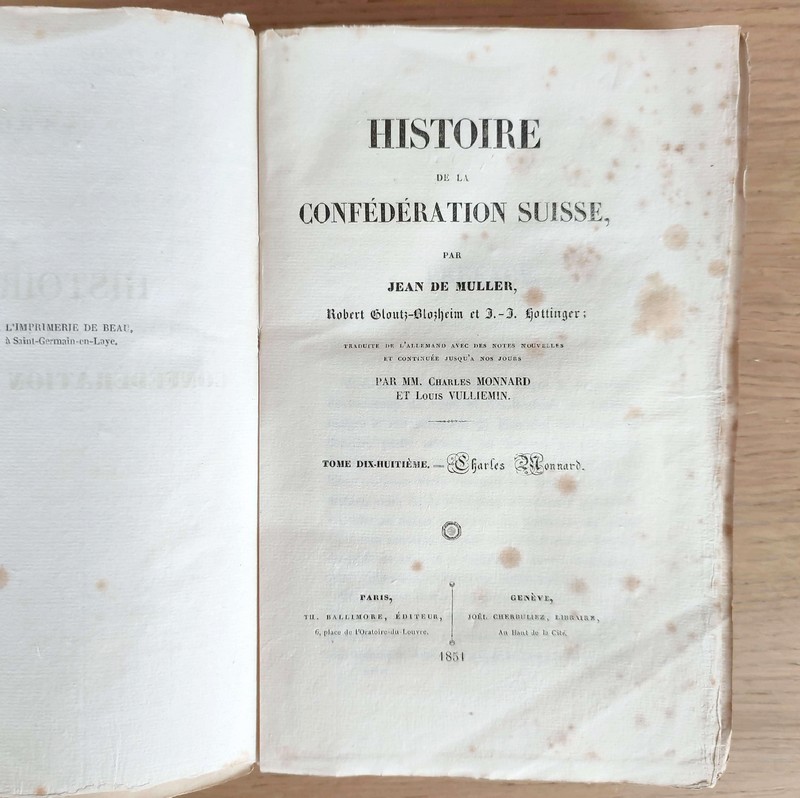 L'IMPRIMERIE DE BEAU,
à Saint-Germain-en-Laye.
HISTOIRE
DE LA
CONFÉDÉRATION SUISSE,
PAR
JEAN DE MULLER,
Robert Gloutz-Blozheim et J.-J. Hottinger;
TRADUITE DE L'ALLEMAND AVEC DES NOTES NOUVELLES
ET CONTINUÉE JUSQU'A NOS JOURS
PAR MM. CHARLES MONNARD
ET LOUIS VULLIEMIN.
TOME DIX-HUITIÈME. — Charles Monnard.
PARIS,
TH. BALLIMORE, ÉDITEUR,
6, place de l'Oratoire-du-Louvre.
GENÈVE,
JOËL CHERBULIEZ, LIBRAIRE,
Au Haut de la Cité.
1851